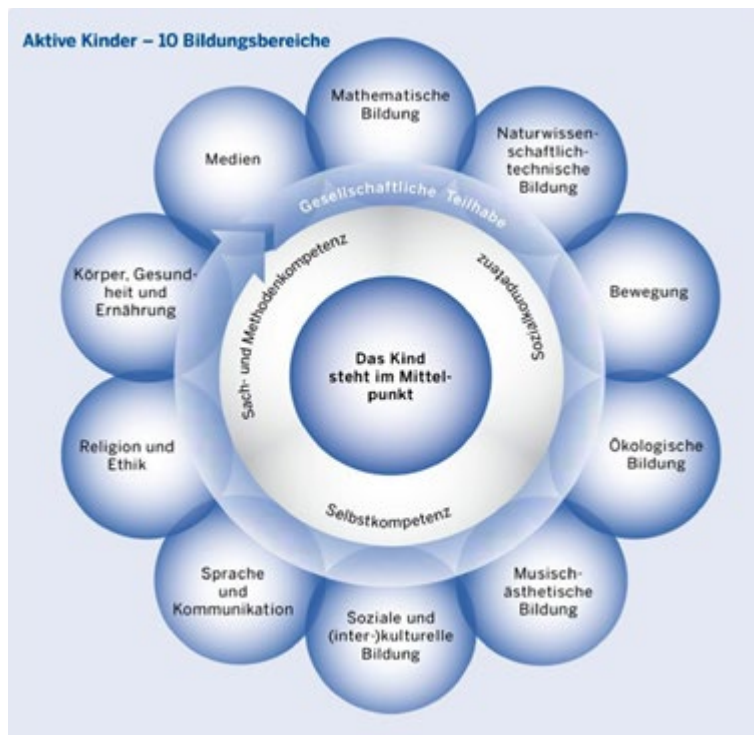 Aktive Kinder – 10 Bildungsbereiche
Mathematische
Bildung
Naturwissen-
schaftlich-
technische
Bildung
Bewegung
Ökologische
Bildung
Musisch-
ästhetische
Bildung
Soziale und
(inter-)kulturelle
Bildung
Sprache
und
Kommunikation
Religion und
Ethik
Körper, Gesund-
heit und
Ernährung
Medien
Gesellschaftliche Teilhabe
Sach- und Methodenkompetenz
Sozialkompetenz
Selbstkompetenz
Das Kind
steht im Mittel-
punkt